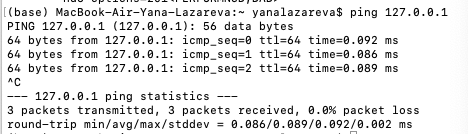 (base) MacBook-Air-Yana-Lazareva:~ yanalazareva$ ping 127.0.0.1
PING 127.0.0.1 (127.0.0.1): 56 data bytes
64 bytes from 127.0.0.1: icmp_seq=0 ttl=64 time=0.092 ms
64 bytes from 127.0.0.1: icmp_seq=1 ttl=64 time=0.086 ms
64 bytes from 127.0.0.1: icmp_seq=2 ttl=64 time=0.089 ms
^C
--- 127.0.0.1 ping statistics ---
3 packets transmitted, 3 packets received, 0.0% packet loss
round-trip min/avg/max/stddev = 0.086/0.089/0.092/0.002 ms